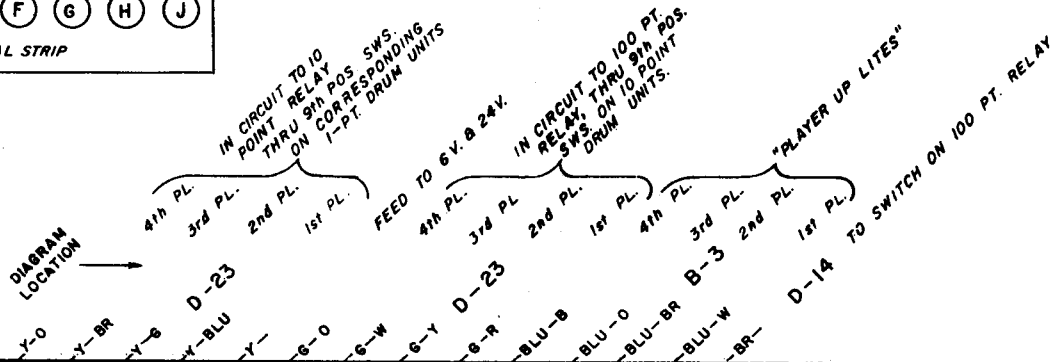 F G H J
AL STRIP
IN CIRCUIT TO 10
POINT RELAY
THRU 9th POS SWS.
ON CORRESPONDING
1-PT. DRUM UNITS
4th PL.
3rd PL.
2nd PL.
1st PL.
FEED TO 6 V. & 24V.
IN CIRCUIT TO 100 PT.
RELAY, THRU 9th POS.
SWS. ON 10 POINT
DRUM UNITS.
4th PL.
3rd PL
2nd PL.
1st PL.
"PLAYER UP LITES"
4th PL.
3rd PL.
2nd PL.
1st PL.
TO SWITCH ON 100 PT. RELAY
DIAGRAM
LOCATION
D-23
D-23
B-3
D-14
Y-O
Y-BR
Y-G
Y-BLU
Y-
G-O
G-W
G-Y
G-R
BLU-B
BLU-O
BLU-BR
BLU-W
BR-